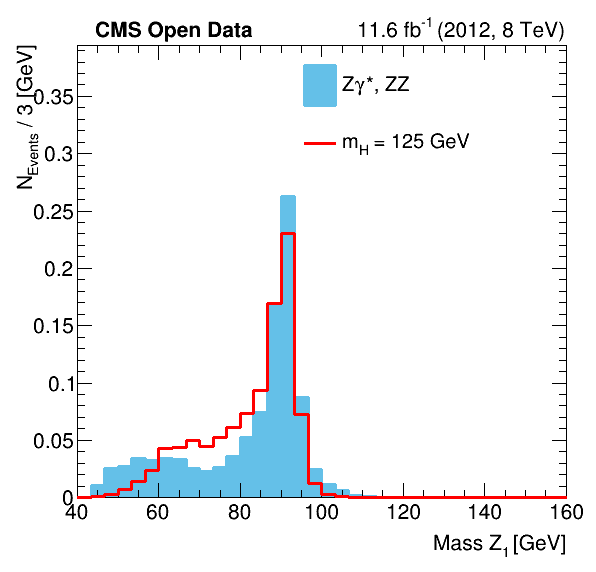 CMS Open Data 11.6 fb⁻¹ (2012, 8 TeV)
N_Events / 3 [GeV]
Zγ*, ZZ
m_H = 125 GeV
0.35
0.3
0.25
0.2
0.15
0.1
0.05
0
40 60 80 100 120 140 160
Mass Z₁ [GeV]